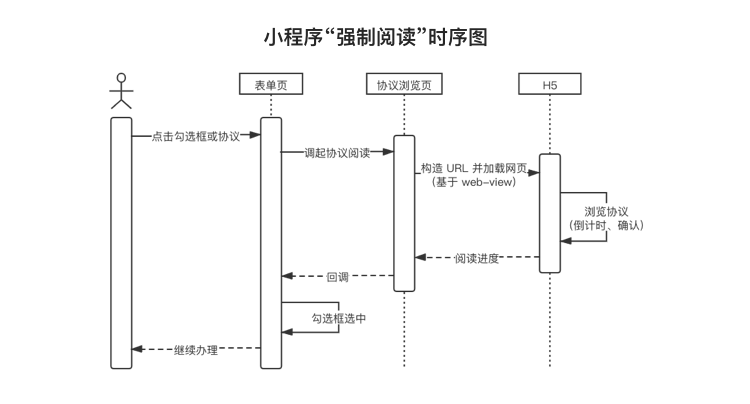 小程序“强制阅读”时序图
表单页
协议浏览页
H5
点击勾选框或协议
调起协议阅读
构造 URL 并加载网页
(基于 web-view)
浏览协议
(倒计时、确认)
阅读进度
回调
勾选框选中
继续办理